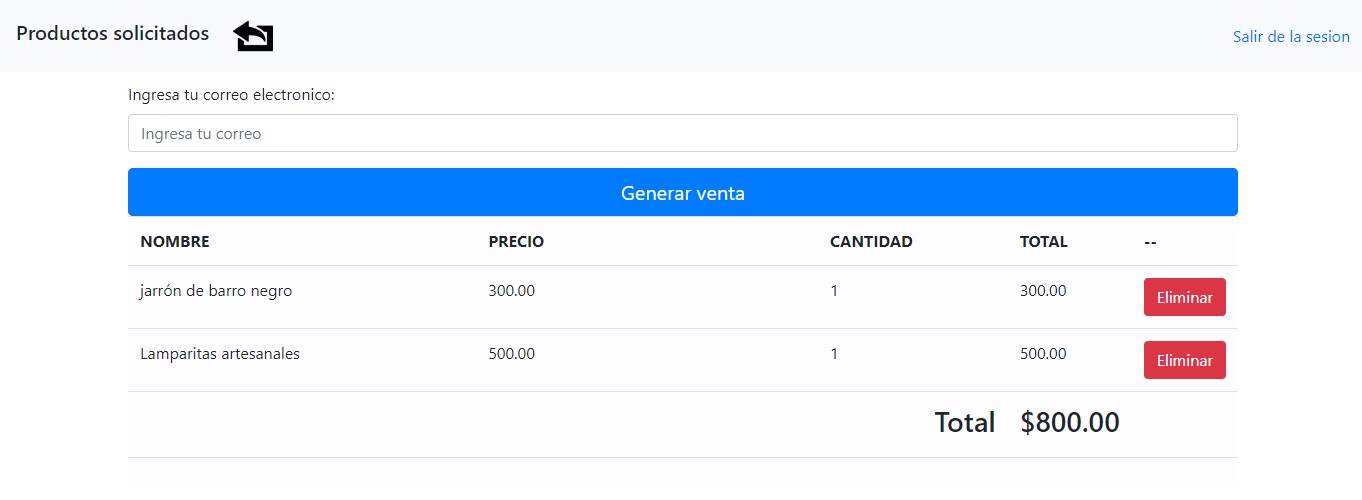 Productos solicitados
Salir de la sesion
Ingresa tu correo electronico:
Ingresa tu correo
Generar venta
NOMBRE PRECIO CANTIDAD TOTAL --
jarrón de barro negro 300.00 1 300.00 Eliminar
Lamparitas artesanales 500.00 1 500.00 Eliminar
Total $800.00